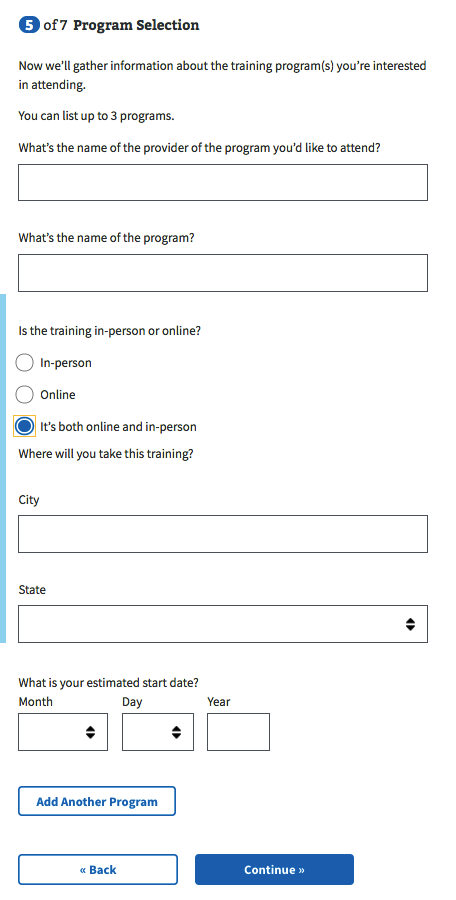 5 of 7 Program Selection
Now we’ll gather information about the training program(s) you’re interested
in attending.
You can list up to 3 programs.
What’s the name of the provider of the program you’d like to attend?
What’s the name of the program?
Is the training in-person or online?
In-person
Online
It’s both online and in-person
Where will you take this training?
City
State
What is your estimated start date?
Month Day Year
Add Another Program
« Back Continue »